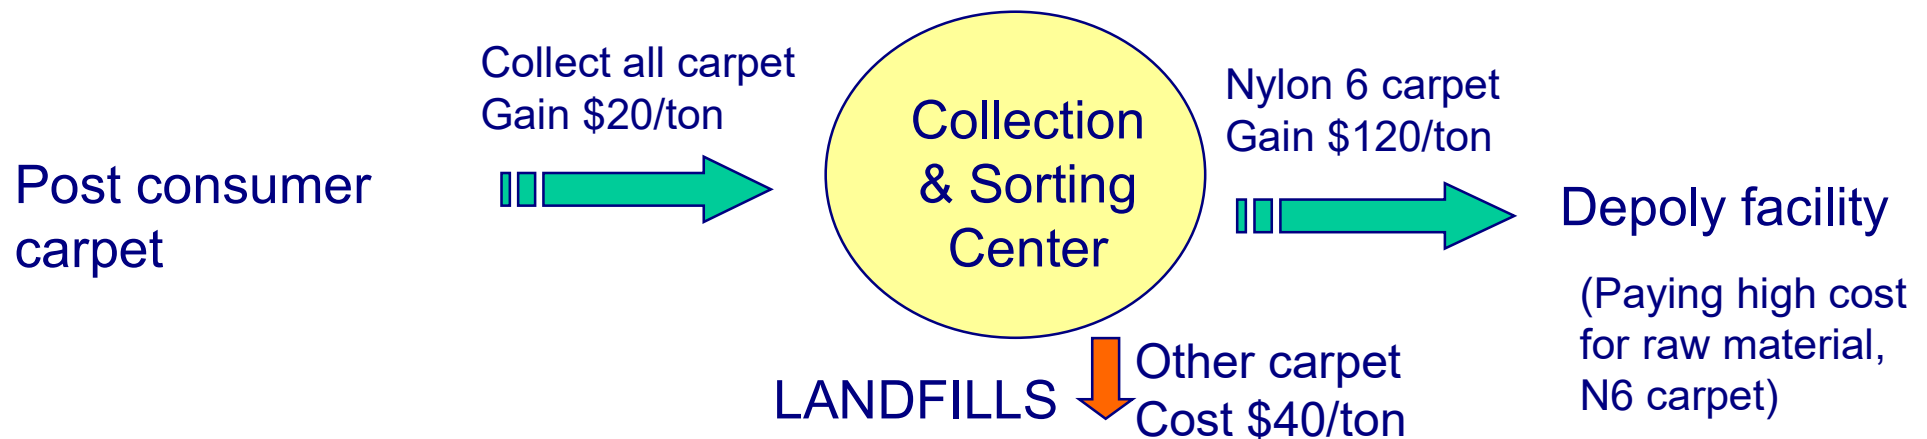 Post consumer
carpet
Collect all carpet
Gain $20/ton
Collection
& Sorting
Center
Nylon 6 carpet
Gain $120/ton
Depoly facility
(Paying high cost
for raw material,
N6 carpet)
LANDFILLS
Other carpet
Cost $40/ton